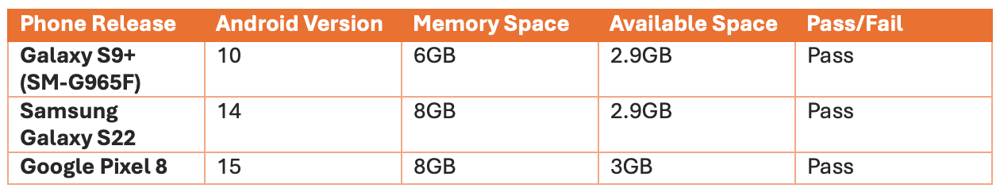 Phone Release Android Version Memory Space Available Space Pass/Fail
Galaxy S9+ 10 6GB 2.9GB Pass
(SM-G965F)
Samsung 14 8GB 2.9GB Pass
Galaxy S22
Google Pixel 8 15 8GB 3GB Pass